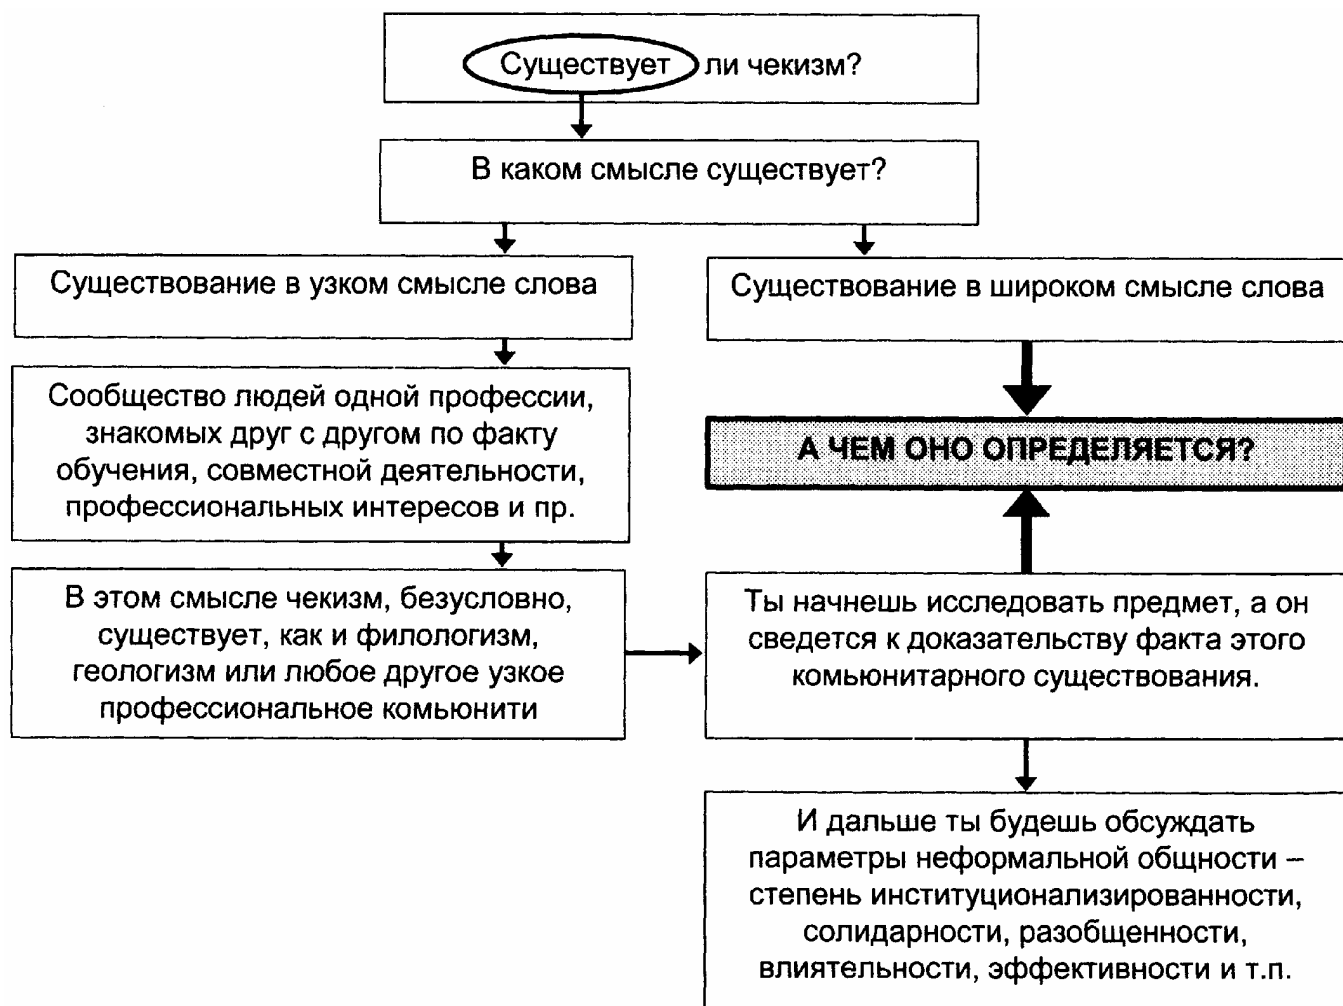 Существует ли чекизм?
В каком смысле существует?
Существование в узком смысле слова
Существование в широком смысле слова
Сообщество людей одной профессии,
знакомых друг с другом по факту
обучения, совместной деятельности,
профессиональных интересов и пр.
А ЧЕМ ОНО ОПРЕДЕЛЯЕТСЯ?
В этом смысле чекизм, безусловно,
существует, как и филологизм,
геологизм или любое другое узкое
профессиональное комьюнити
Ты начнешь исследовать предмет, а он
сведется к доказательству факта этого
комьюнитарного существования.
И дальше ты будешь обсуждать
параметры неформальной общности –
степень институционализированности,
солидарности, разобщенности,
влиятельности, эффективности и т.п.